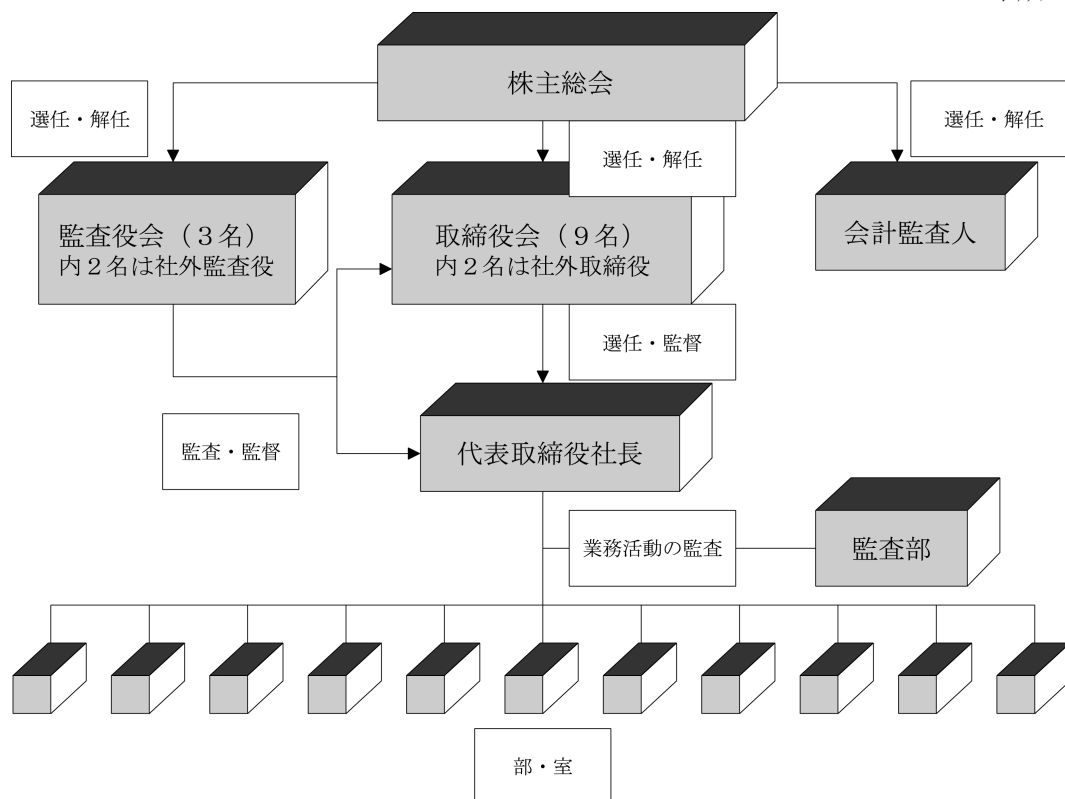 株主総会
選任・解任
選任・解任
選任・解任
監査役会（３名）
内２名は社外監査役
取締役会（９名）
内２名は社外取締役
会計監査人
選任・監督
監査・監督
代表取締役社長
業務活動の監査
監査部
部・室